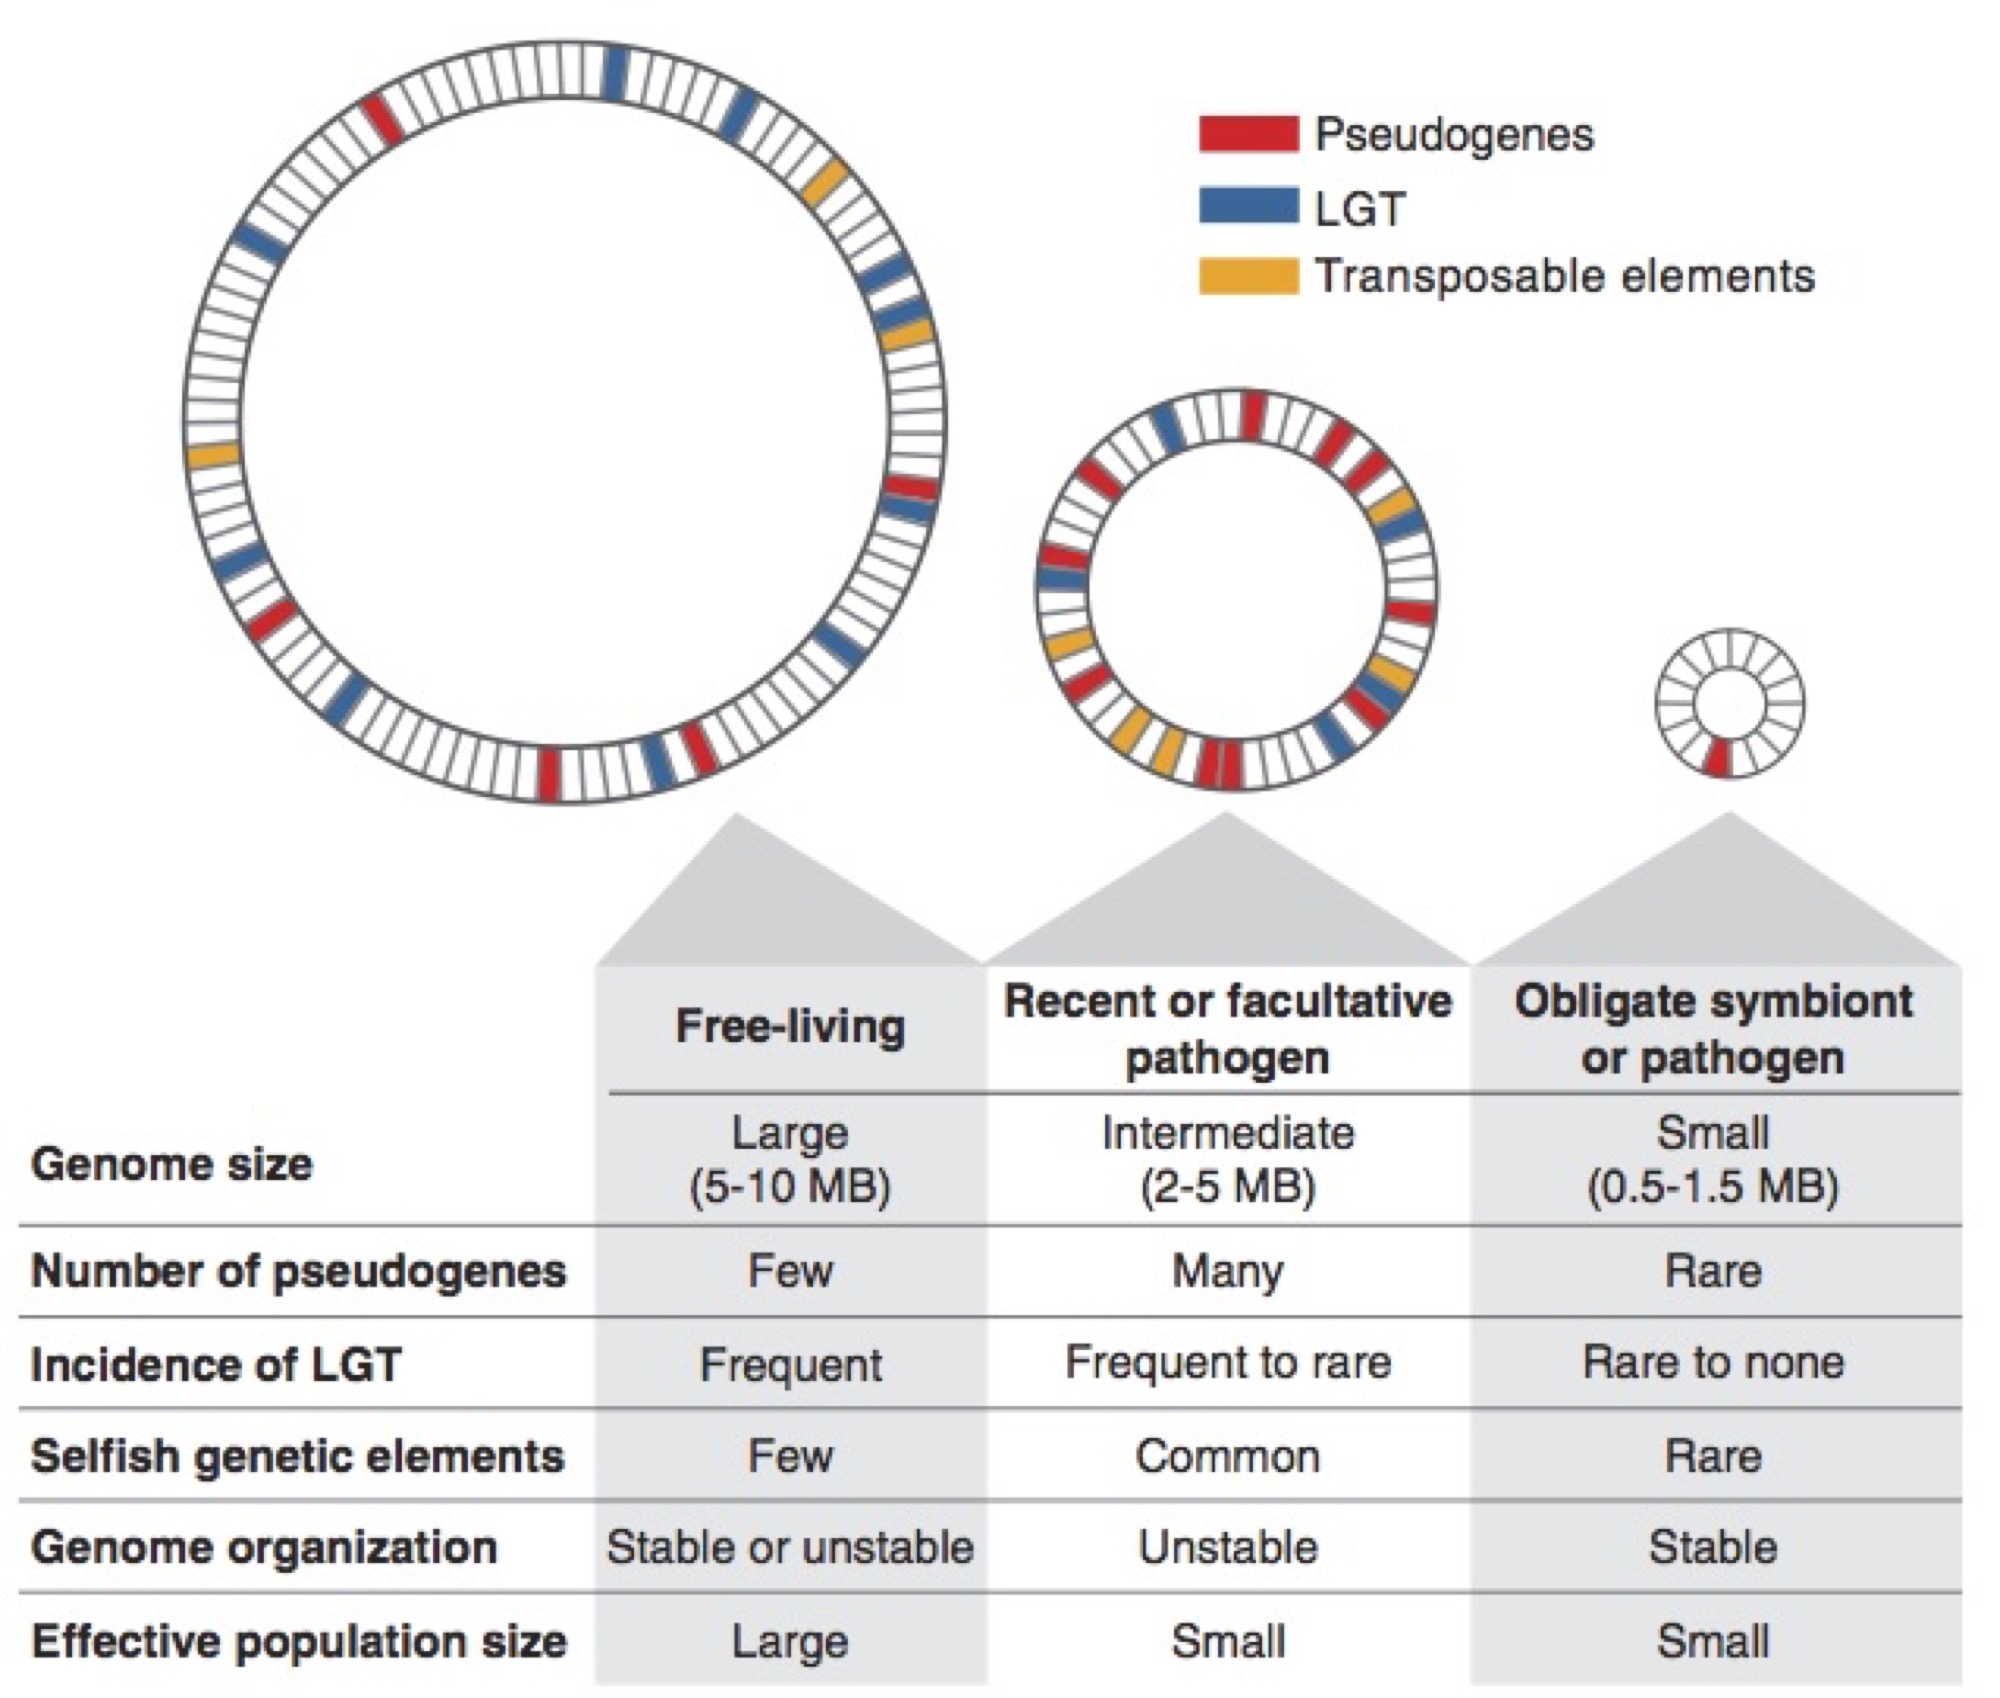 Pseudogenes
LGT
Transposable elements
Free-living
Recent or facultative
pathogen
Obligate symbiont
or pathogen
Genome size
Large
(5-10 MB)
Intermediate
(2-5 MB)
Small
(0.5-1.5 MB)
Number of pseudogenes
Few
Many
Rare
Incidence of LGT
Frequent
Frequent to rare
Rare to none
Selfish genetic elements
Few
Common
Rare
Genome organization
Stable or unstable
Unstable
Stable
Effective population size
Large
Small
Small